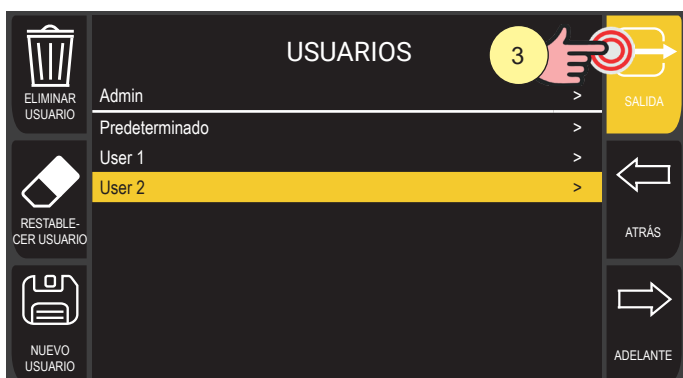 USUARIOS
3
ELIMINAR
USUARIO
Admin >
SALIDA
Predeterminado >
User 1 >
User 2 >
RESTABLE-
CER USUARIO
ATRÁS
NUEVO
USUARIO
ADELANTE